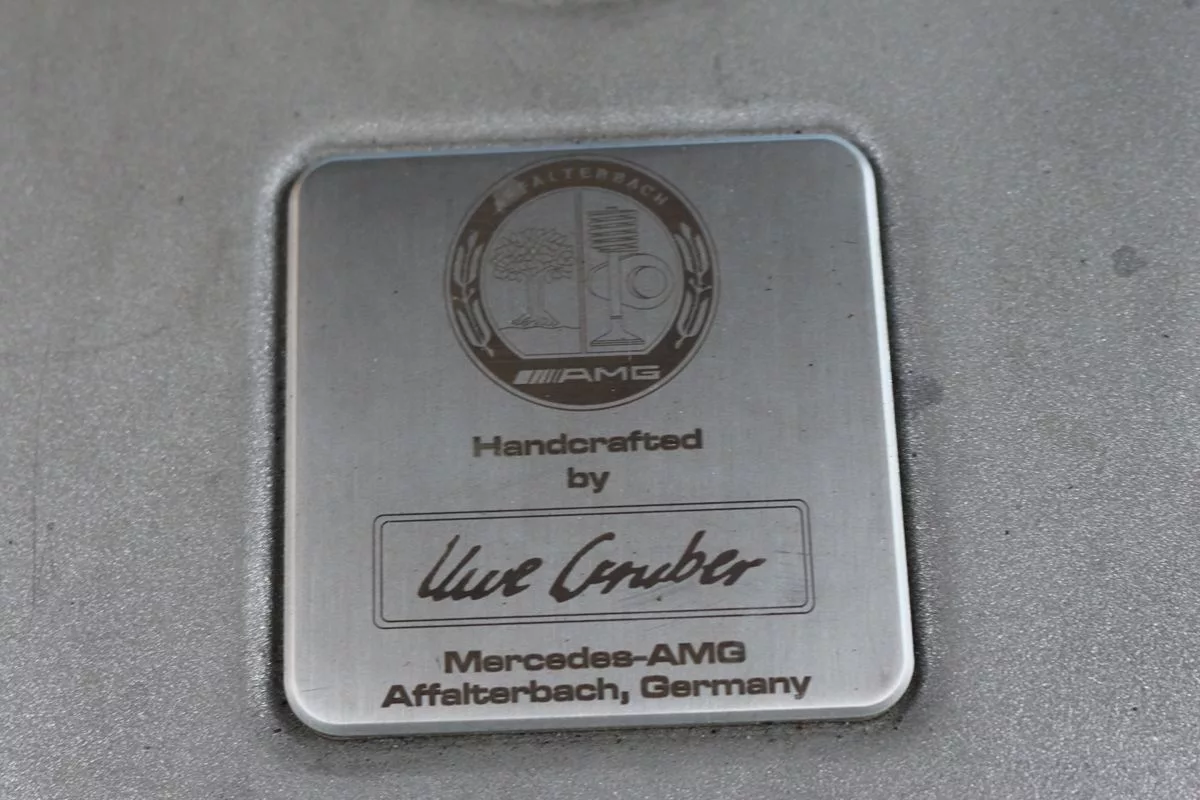 AFFALTERBACH
AMG
Handcrafted
by
Uwe Gruber
Mercedes-AMG
Affalterbach, Germany